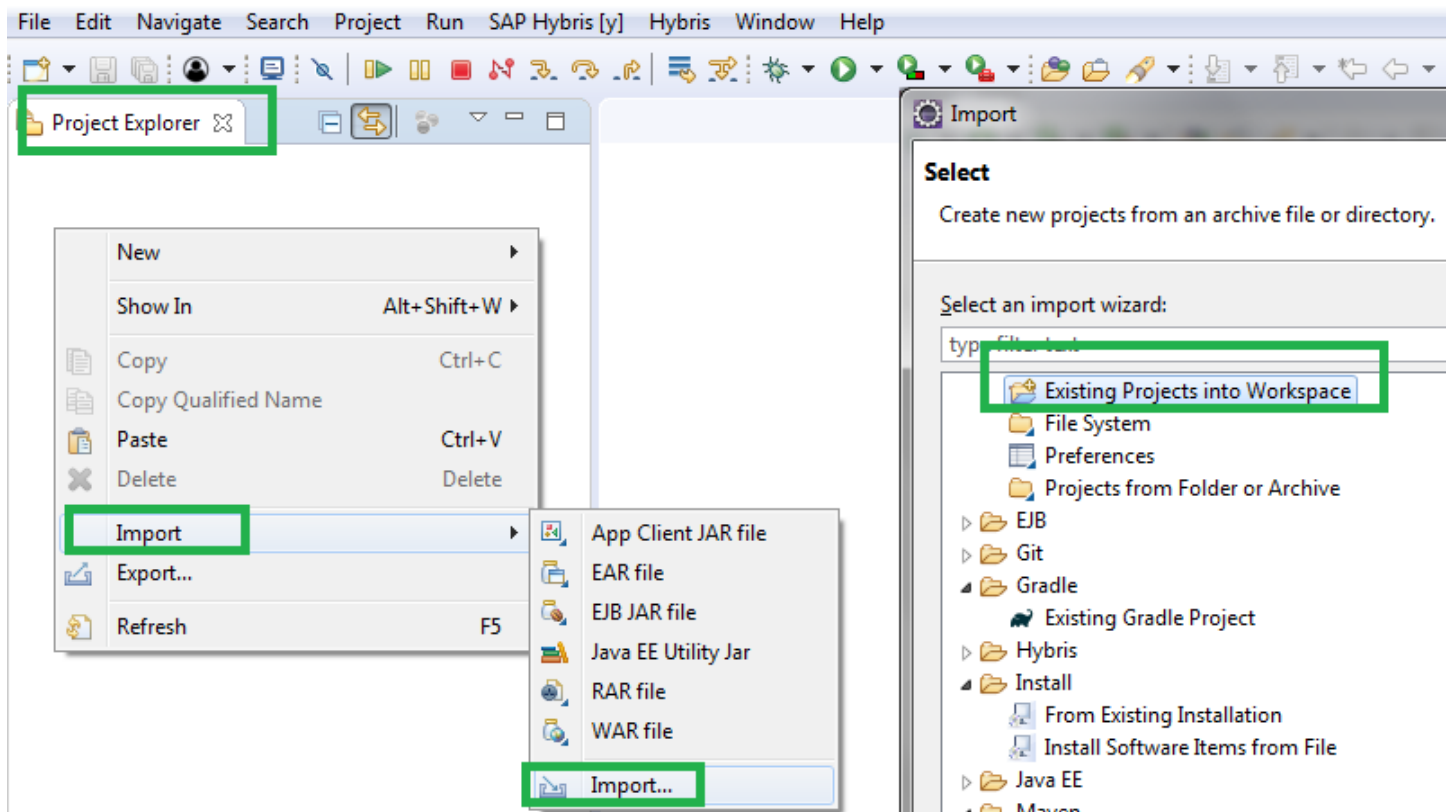 File Edit Navigate Search Project Run SAP Hybris [y] Hybris Window Help
Project Explorer
New
Show In Alt+Shift+W
Copy Ctrl+C
Copy Qualified Name
Paste Ctrl+V
Delete Delete
Import
Export...
Refresh F5
App Client JAR file
EAR file
EJB JAR file
Java EE Utility Jar
RAR file
WAR file
Import...
Import
Select
Create new projects from an archive file or directory.
Select an import wizard:
type filter text
Existing Projects into Workspace
File System
Preferences
Projects from Folder or Archive
EJB
Git
Gradle
Existing Gradle Project
Hybris
Install
From Existing Installation
Install Software Items from File
Java EE
Maven